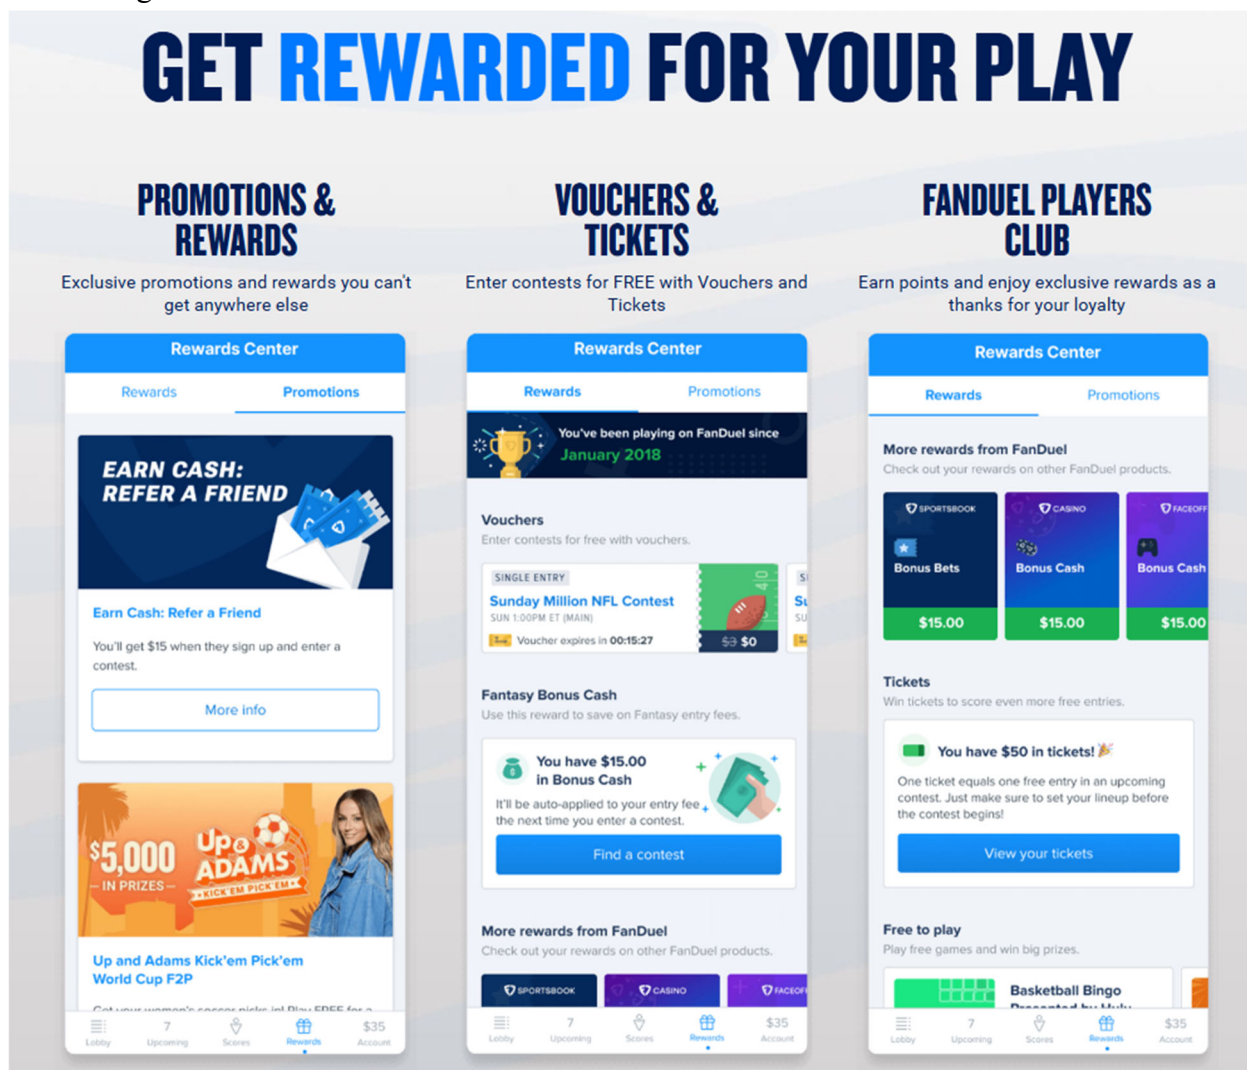 GET REWARDED FOR YOUR PLAY
PROMOTIONS &
REWARDS
Exclusive promotions and rewards you can't
get anywhere else
Rewards Center
Rewards
Promotions
EARN CASH:
REFER A FRIEND
Earn Cash: Refer a Friend
You'll get $15 when they sign up and enter a
contest.
More info
$5,000
IN PRIZES
Up &
ADAMS
KICK'EM PICK'EM
Up and Adams Kick'em Pick'em
World Cup F2P
Get your women's soccer picks in! Play FREE for a
Lobby
7
Upcoming
Scores
Rewards
$35
Account
VOUCHERS &
TICKETS
Enter contests for FREE with Vouchers and
Tickets
Rewards Center
Rewards
Promotions
You've been playing on FanDuel since
January 2018
Vouchers
Enter contests for free with vouchers.
SINGLE ENTRY
Sunday Million NFL Contest
SUN 1:00PM ET (MAIN)
Voucher expires in 00:15:27
$3 $0
Fantasy Bonus Cash
Use this reward to save on Fantasy entry fees.
You have $15.00
in Bonus Cash
It'll be auto-applied to your entry fee
the next time you enter a contest.
Find a contest
More rewards from FanDuel
Check out your rewards on other FanDuel products.
SPORTSBOOK
CASINO
FACEOF
Lobby
7
Upcoming
Scores
Rewards
$35
Account
FANDUEL PLAYERS
CLUB
Earn points and enjoy exclusive rewards as a
thanks for your loyalty
Rewards Center
Rewards
Promotions
More rewards from FanDuel
Check out your rewards on other FanDuel products.
SPORTSBOOK
Bonus Bets
$15.00
CASINO
Bonus Cash
$15.00
FACEOFF
Bonus Cash
$15.00
Tickets
Win tickets to score even more free entries.
You have $50 in tickets!
One ticket equals one free entry in an upcoming
contest. Just make sure to set your lineup before
the contest begins!
View your tickets
Free to play
Play free games and win big prizes.
Basketball Bingo
Presented by Hulu
Lobby
7
Upcoming
Scores
Rewards
$35
Account